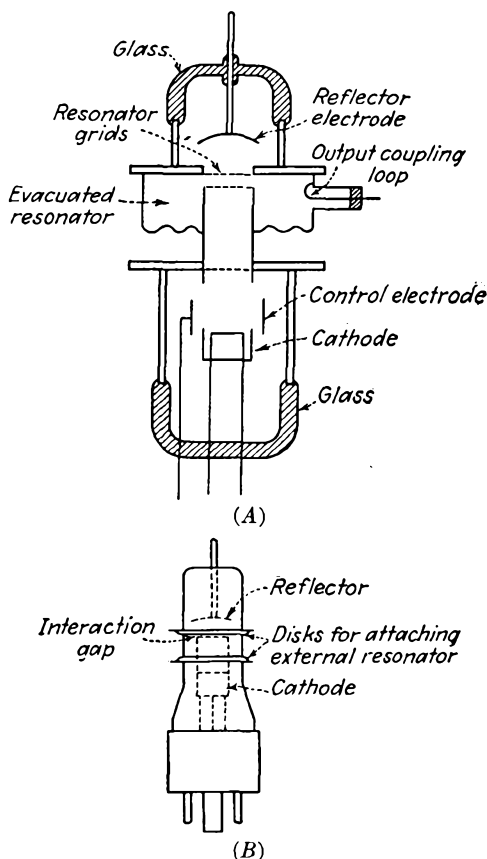 Glass
Resonator
grids
Reflector
electrode
Output coupling
loop
Evacuated
resonator
Control electrode
Cathode
Glass
(A)
Reflector
Interaction
gap
Disks for attaching
external resonator
Cathode
(B)